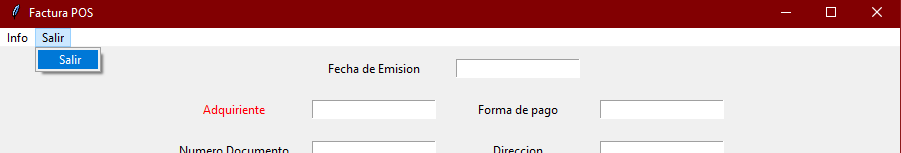 Factura POS
Info Salir
Salir
Fecha de Emision
Adquiriente Forma de pago
Numero Documento Direccion